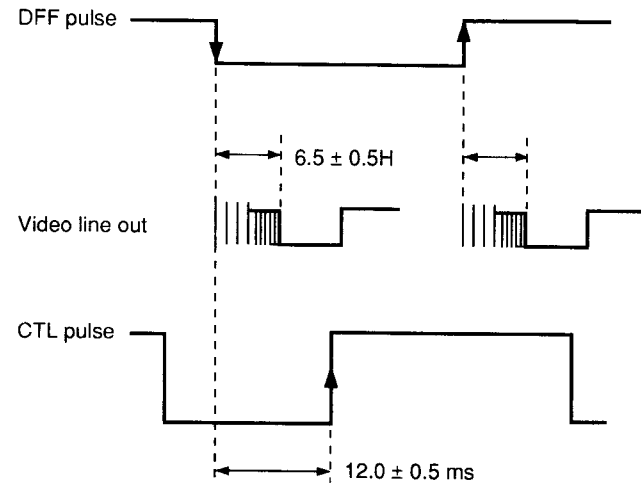 DFF pulse
6.5 ± 0.5H
Video line out
CTL pulse
12.0 ± 0.5 ms